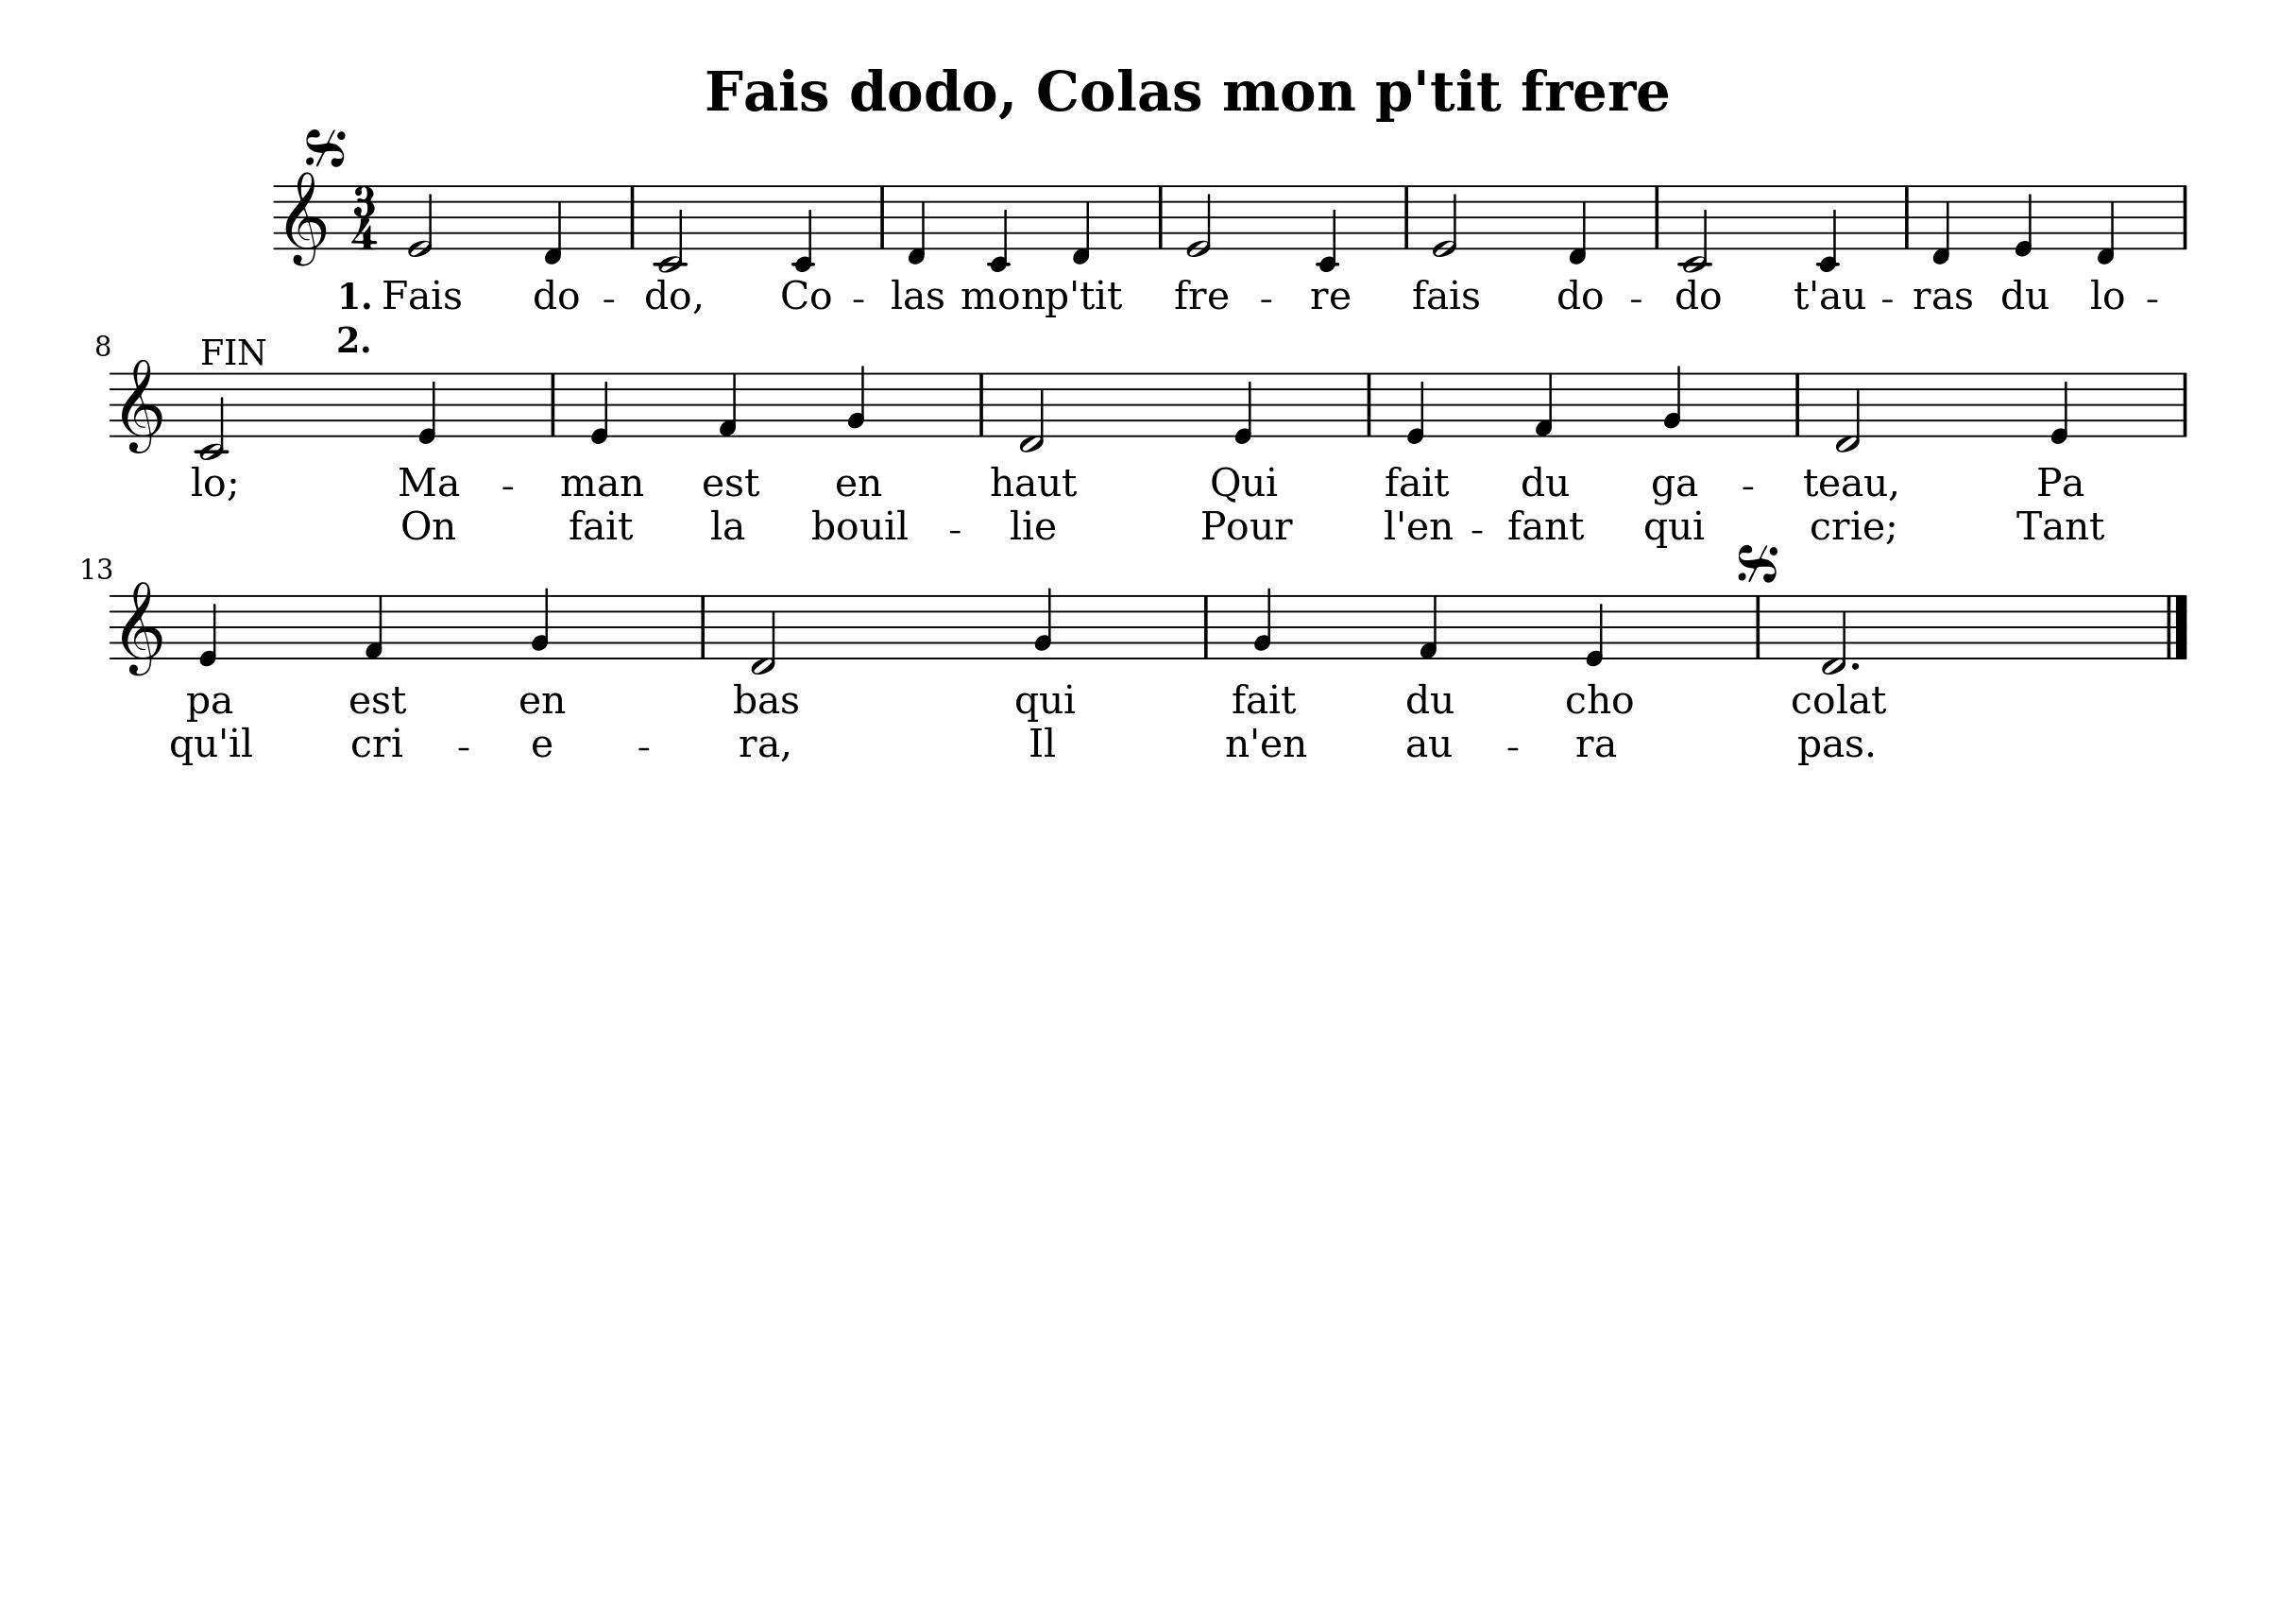 Fais dodo, Colas mon p'tit frere
3
4
1. Fais do - do, Co - las mon p'tit fre - re fais do - do t'au - ras du lo -
2.
8 FIN
lo; Ma - man est en haut Qui fait du ga - teau, Pa
On fait la bouil - lie Pour l'en - fant qui crie; Tant
13
pa est en bas qui fait du cho colat
qu'il cri - e - ra, Il n'en au - ra pas.